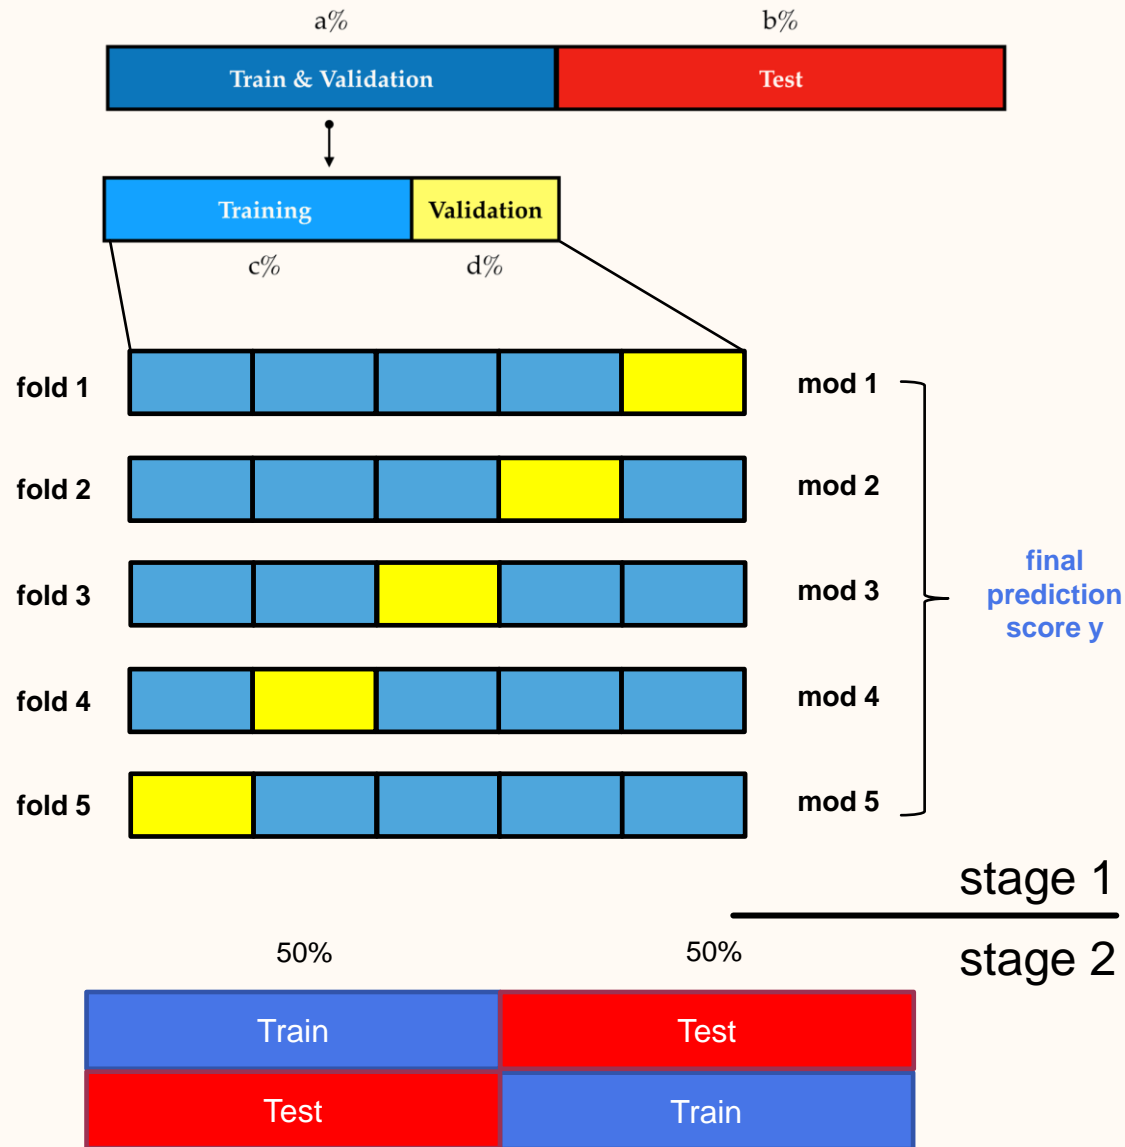 a% b%
Train & Validation Test
Training Validation
c% d%
fold 1 mod 1
fold 2 mod 2
fold 3 mod 3
fold 4 mod 4
fold 5 mod 5
final
prediction
score y
stage 1
stage 2
50% 50%
Train Test
Test Train